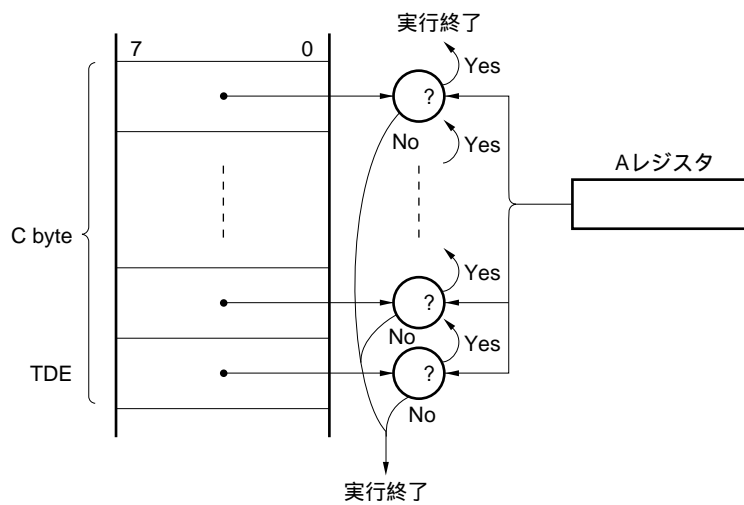 実行終了
7 0
Yes
?
No
Yes
Aレジスタ
C byte
Yes
?
No
Yes
TDE
?
No
実行終了